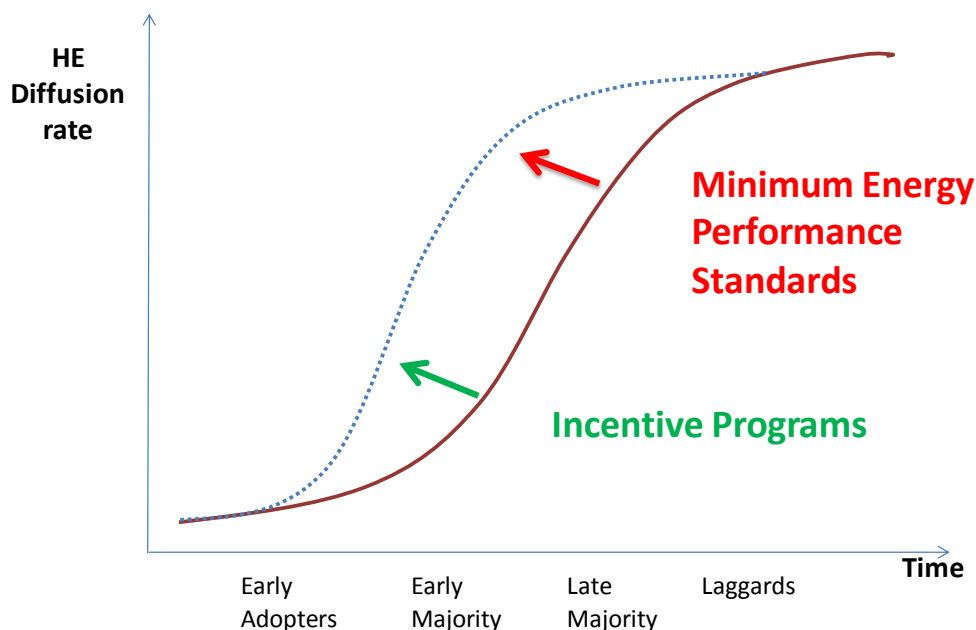 HE
Diffusion
rate
Minimum Energy
Performance
Standards
Incentive Programs
Time
Early
Adopters
Early
Majority
Late
Majority
Laggards